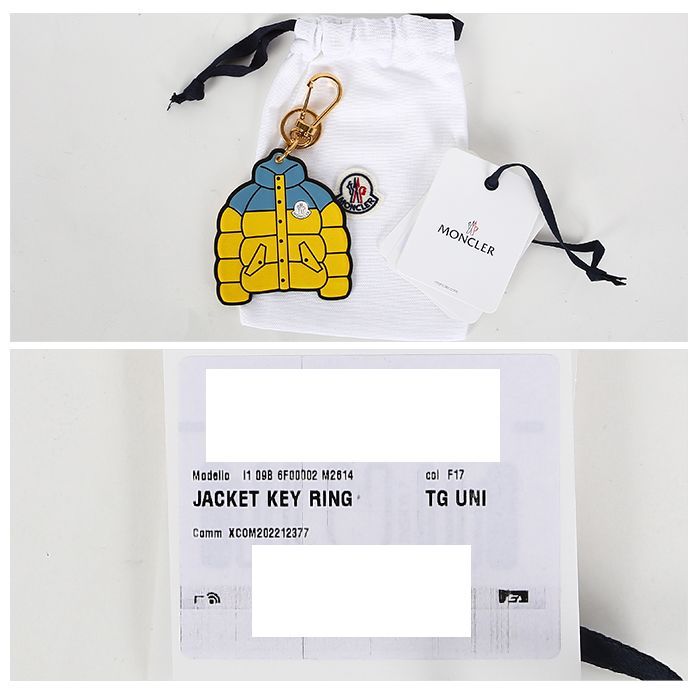 MONCLER
MONCLER
Modello I1 09B 6F00002 M2614
col F17
JACKET KEY RING
TG UNI
Comm XCOM202212377